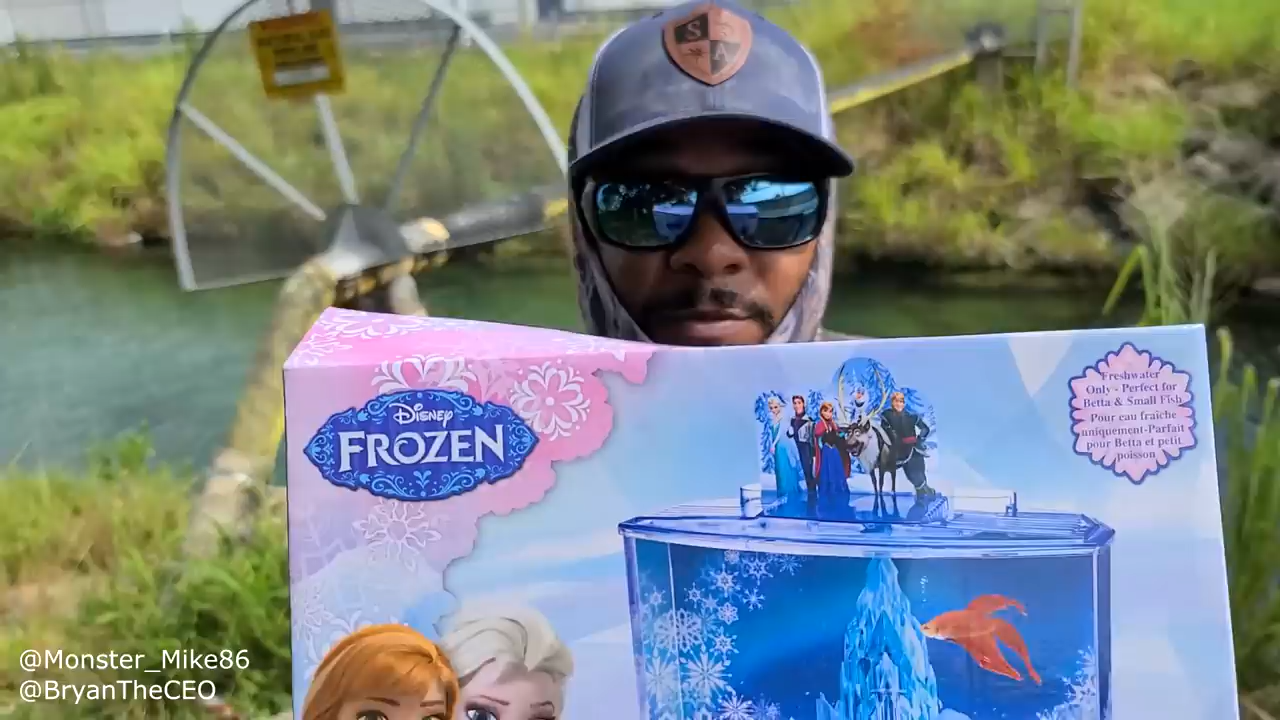 S
A
DISNEY
FROZEN
Freshwater
Only - Perfect for
Betta & Small Fish
Pour eau fraîche
uniquement-Parfait
pour Betta et petit
poisson
@Monster_Mike86
@BryanTheCEO